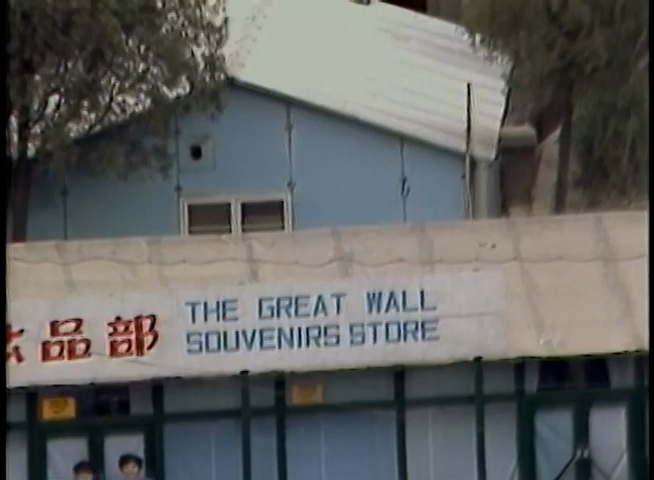 品部
THE GREAT WALL
SOUVENIRS STORE